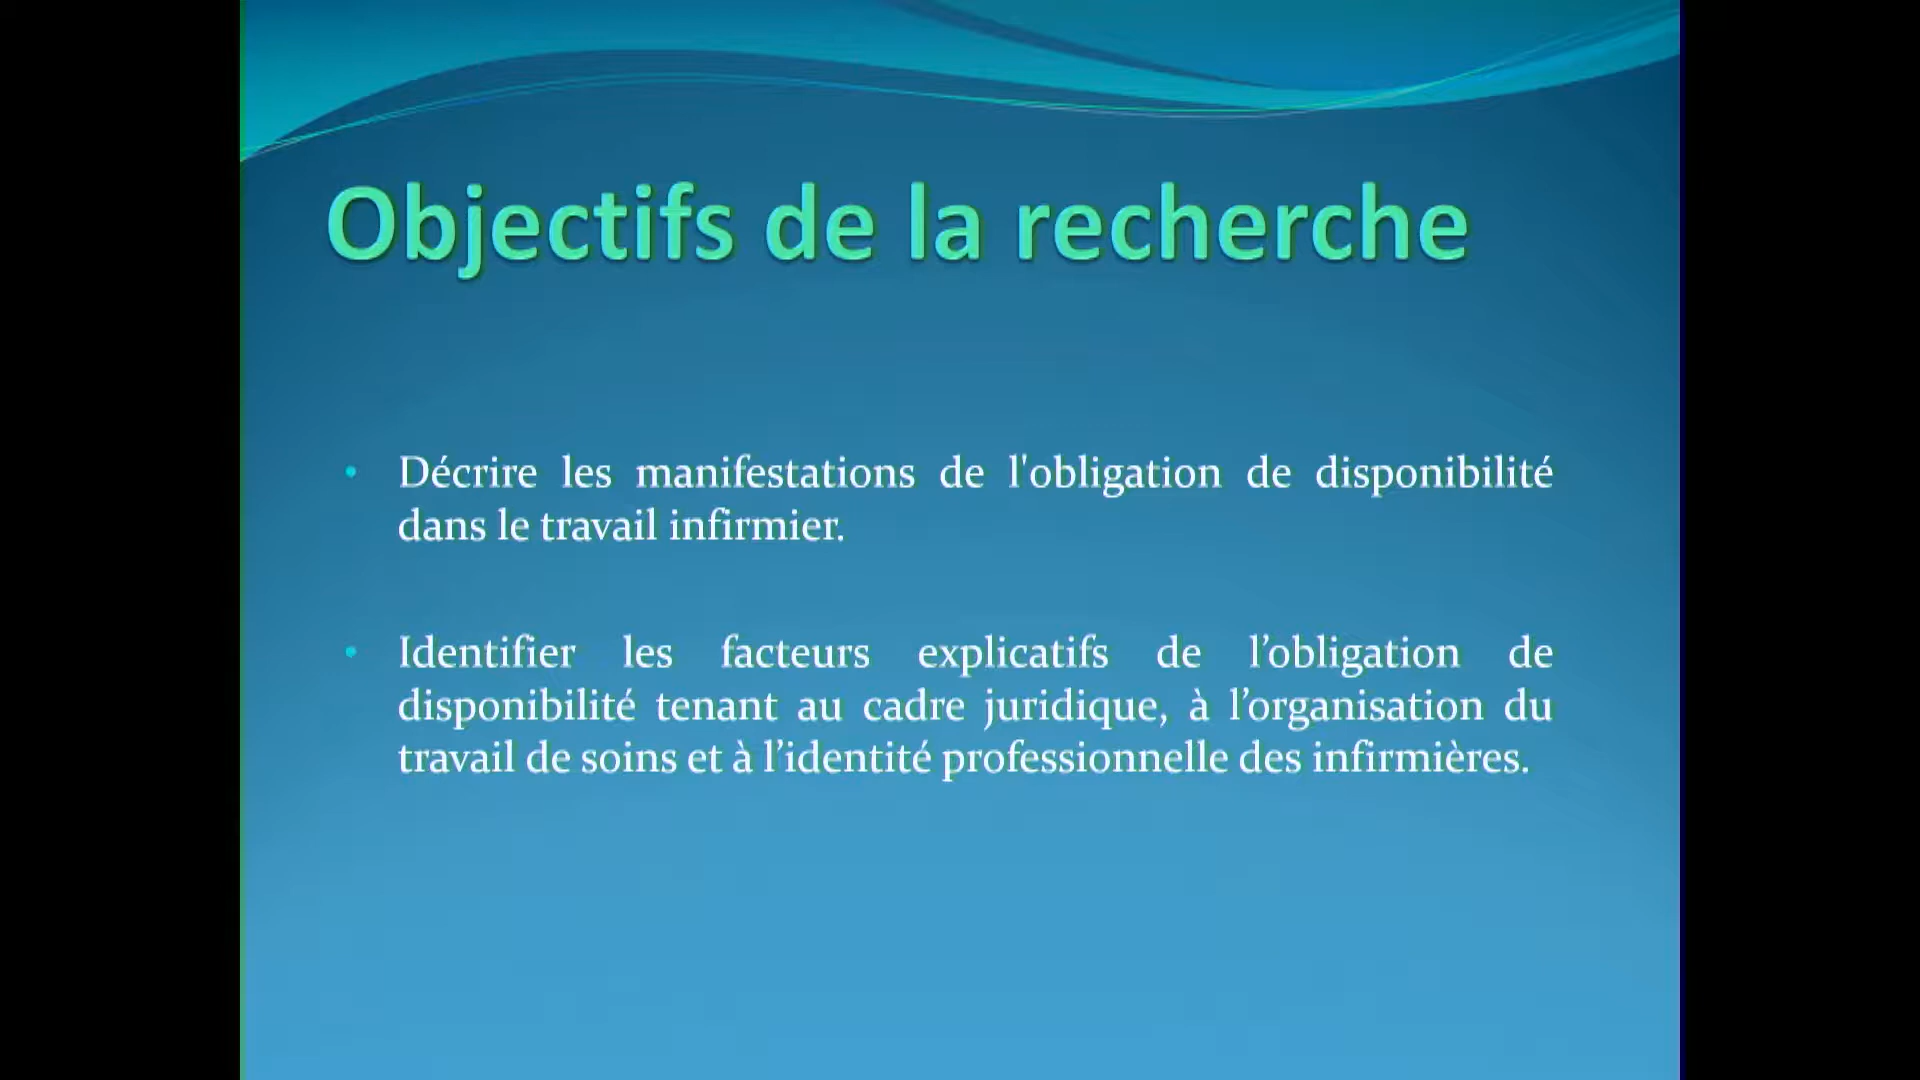 Objectifs de la recherche
• Décrire les manifestations de l'obligation de disponibilité
dans le travail infirmier.
• Identifier les facteurs explicatifs de l’obligation de
disponibilité tenant au cadre juridique, à l’organisation du
travail de soins et à l’identité professionnelle des infirmières.